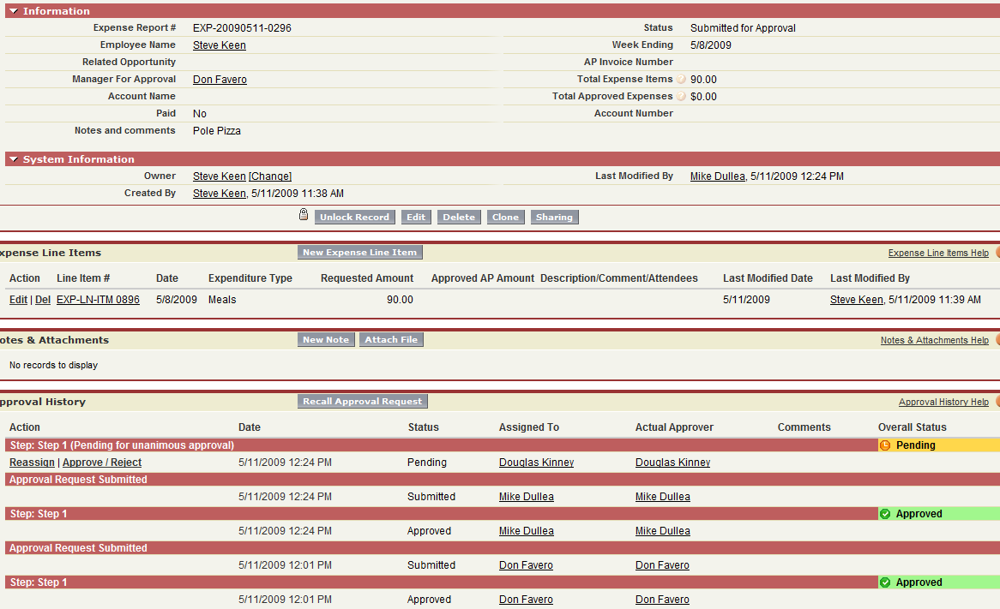 Information
Expense Report # EXP-20090511-0296 Status Submitted for Approval
Employee Name Steve Keen Week Ending 5/8/2009
Related Opportunity AP Invoice Number
Manager For Approval Don Favero Total Expense Items ? 90.00
Account Name Total Approved Expenses ? $0.00
Paid No Account Number
Notes and comments Pole Pizza
System Information
Owner Steve Keen [Change] Last Modified By Mike Dullea, 5/11/2009 12:24 PM
Created By Steve Keen, 5/11/2009 11:38 AM
Unlock Record Edit Delete Clone Sharing
xpense Line Items New Expense Line Item Expense Line Items Help
Action Line Item # Date Expenditure Type Requested Amount Approved AP Amount Description/Comment/Attendees Last Modified Date Last Modified By
Edit | Del EXP-LN-ITM 0896 5/8/2009 Meals 90.00 5/11/2009 Steve Keen, 5/11/2009 11:39 AM
otes & Attachments New Note Attach File Notes & Attachments Help
No records to display
pproval History Recall Approval Request Approval History Help
Action Date Status Assigned To Actual Approver Comments Overall Status
Step: Step 1 (Pending for unanimous approval) Pending
Reassign | Approve / Reject 5/11/2009 12:24 PM Pending Douglas Kinney Douglas Kinney
Approval Request Submitted
5/11/2009 12:24 PM Submitted Mike Dullea Mike Dullea
Step: Step 1 Approved
5/11/2009 12:24 PM Approved Mike Dullea Mike Dullea
Approval Request Submitted
5/11/2009 12:01 PM Submitted Don Favero Don Favero
Step: Step 1 Approved
5/11/2009 12:01 PM Approved Don Favero Don Favero